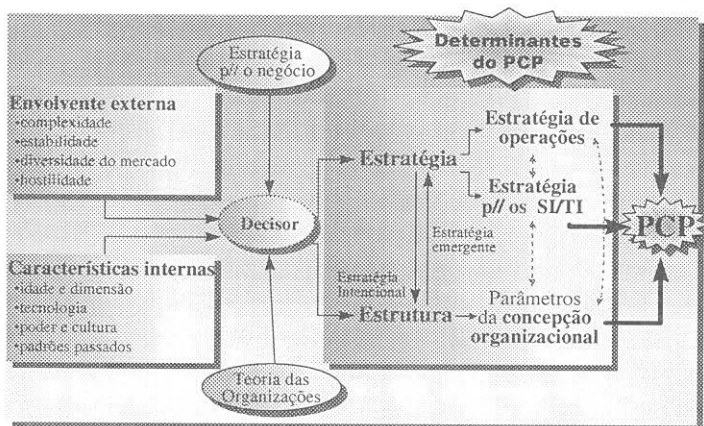 Determinantes
do PCP
Estratégia
p// o negócio
Envolvente externa
•complexidade
•estabilidade
•diversidade do mercado
•hostilidade
Decisor
Características internas
•idade e dimensão
•tecnologia
•poder e cultura
•padrões passados
Teoria das
Organizações
Estratégia
Estratégia
emergente
Estratégia
Intencional
Estrutura
Estratégia de
operações
Estratégia
p// os SI/TI
Parâmetros
da concepção
organizacional
PCP